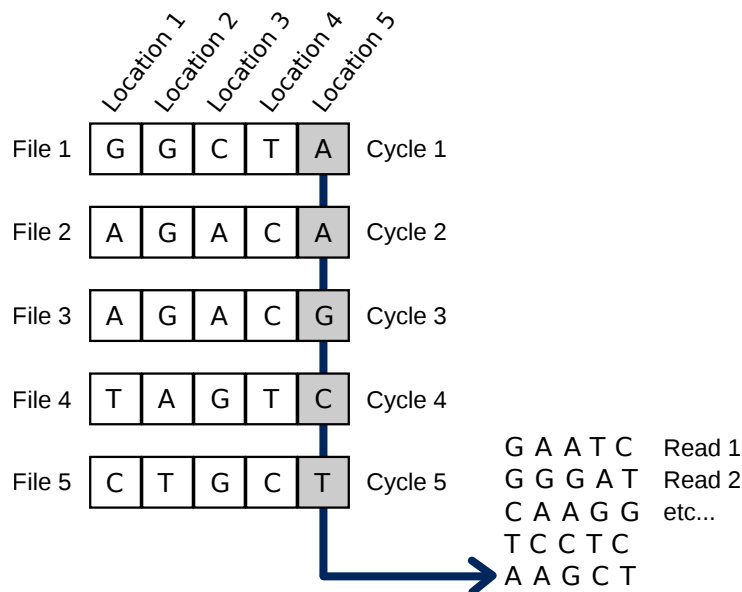 Location 1
Location 2
Location 3
Location 4
Location 5
File 1 G G C T A Cycle 1
File 2 A G A C A Cycle 2
File 3 A G A C G Cycle 3
File 4 T A G T C Cycle 4
File 5 C T G C T Cycle 5
G A A T C Read 1
G G G A T Read 2
C A A G G etc...
T C C T C
A A G C T